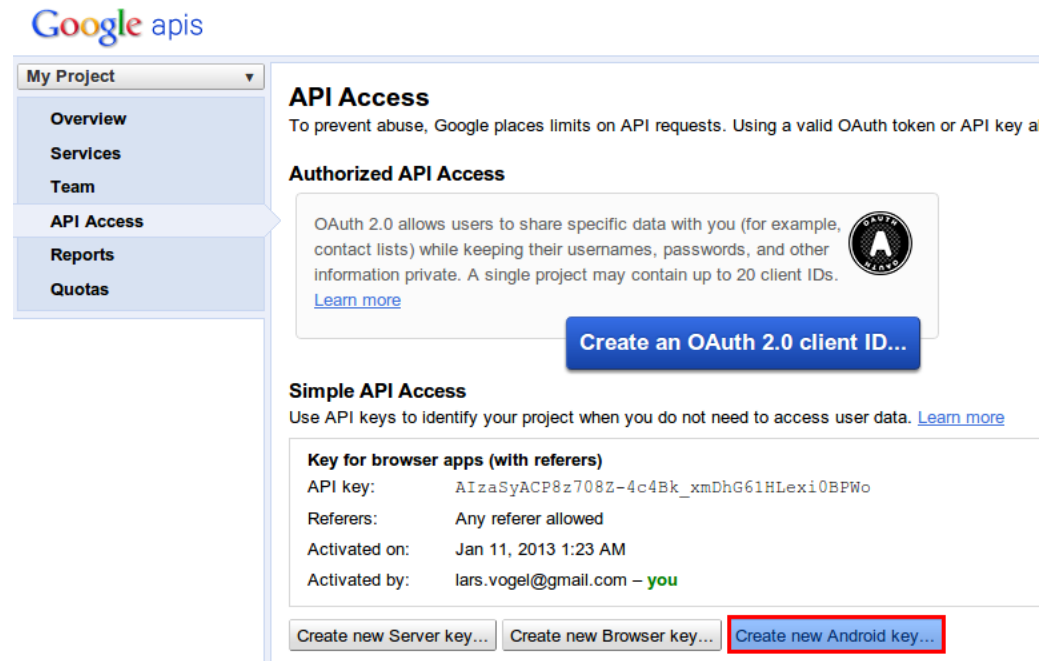 Google apis
My Project
Overview
Services
Team
API Access
Reports
Quotas
API Access
To prevent abuse, Google places limits on API requests. Using a valid OAuth token or API key
Authorized API Access
OAuth 2.0 allows users to share specific data with you (for example,
contact lists) while keeping their usernames, passwords, and other
information private. A single project may contain up to 20 client IDs.
Learn more
OAUTH
A
OAUTH
Create an OAuth 2.0 client ID...
Simple API Access
Use API keys to identify your project when you do not need to access user data. Learn more
Key for browser apps (with referers)
API key: AIzaSyACP8z708Z-4c4Bk_xmDhG61HLexi0BPWo
Referers: Any referer allowed
Activated on: Jan 11, 2013 1:23 AM
Activated by: lars.vogel@gmail.com – you
Create new Server key... Create new Browser key... Create new Android key...